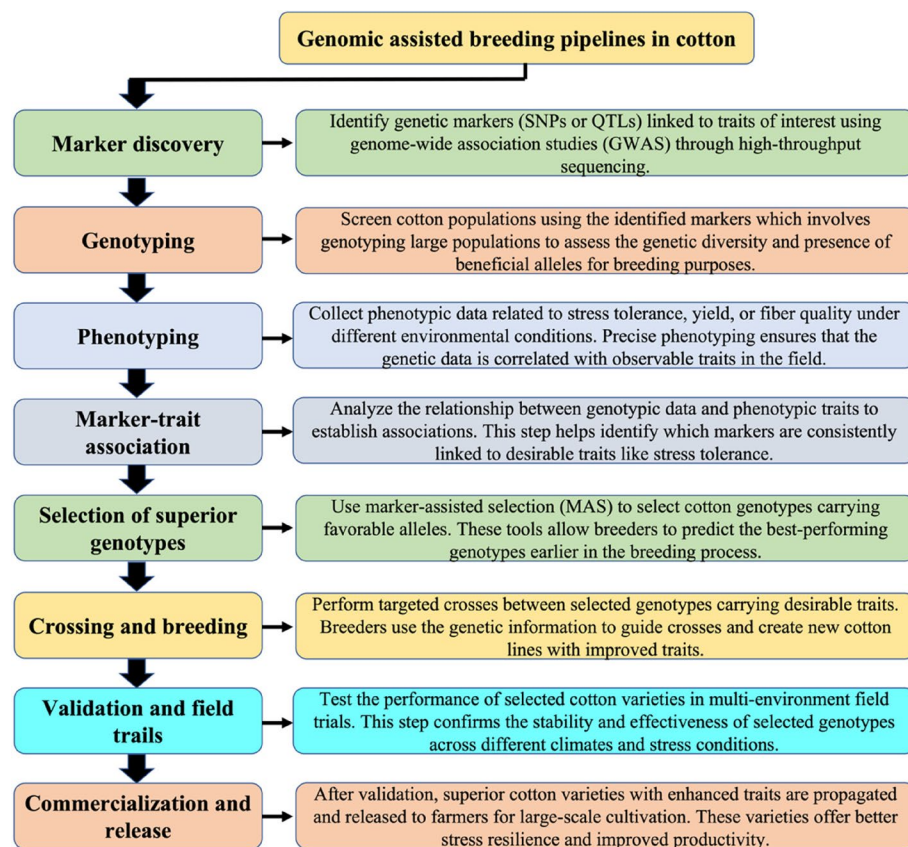 Genomic assisted breeding pipelines in cotton
Marker discovery
Identify genetic markers (SNPs or QTLs) linked to traits of interest using
genome-wide association studies (GWAS) through high-throughput
sequencing.
Genotyping
Screen cotton populations using the identified markers which involves
genotyping large populations to assess the genetic diversity and presence of
beneficial alleles for breeding purposes.
Phenotyping
Collect phenotypic data related to stress tolerance, yield, or fiber quality under
different environmental conditions. Precise phenotyping ensures that the
genetic data is correlated with observable traits in the field.
Marker-trait
association
Analyze the relationship between genotypic data and phenotypic traits to
establish associations. This step helps identify which markers are consistently
linked to desirable traits like stress tolerance.
Selection of superior
genotypes
Use marker-assisted selection (MAS) to select cotton genotypes carrying
favorable alleles. These tools allow breeders to predict the best-performing
genotypes earlier in the breeding process.
Crossing and breeding
Perform targeted crosses between selected genotypes carrying desirable traits.
Breeders use the genetic information to guide crosses and create new cotton
lines with improved traits.
Validation and field
trails
Test the performance of selected cotton varieties in multi-environment field
trials. This step confirms the stability and effectiveness of selected genotypes
across different climates and stress conditions.
Commercialization and
release
After validation, superior cotton varieties with enhanced traits are propagated
and released to farmers for large-scale cultivation. These varieties offer better
stress resilience and improved productivity.